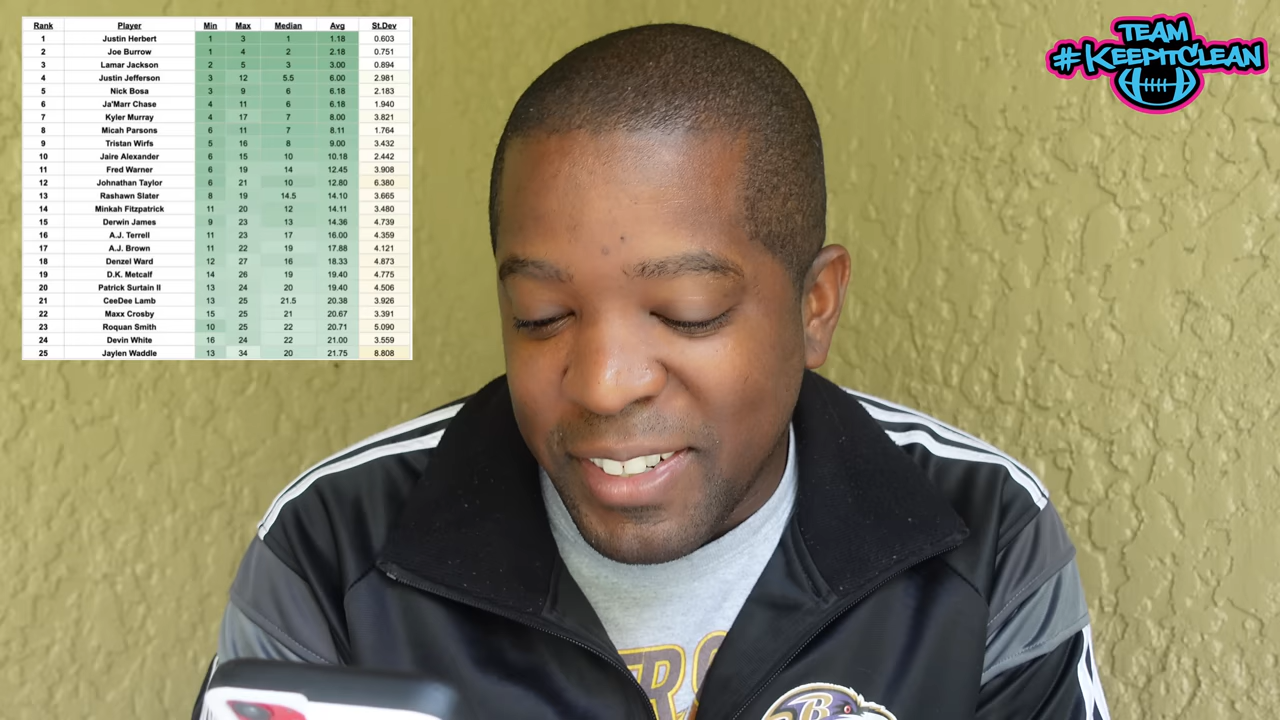 Rank Player Min Max Median Avg St.Dev
1 Justin Herbert 1 3 1 1.18 0.603
2 Joe Burrow 1 4 2 2.18 0.751
3 Lamar Jackson 2 5 3 3.00 0.894
4 Justin Jefferson 3 12 5.5 6.00 2.981
5 Nick Bosa 3 9 6 6.18 2.183
6 Ja'Marr Chase 4 11 6 6.18 1.940
7 Kyler Murray 4 17 7 8.00 3.821
8 Micah Parsons 6 11 7 8.11 1.764
9 Tristan Wirfs 5 16 8 9.00 3.432
10 Jaire Alexander 6 15 10 10.18 2.442
11 Fred Warner 6 19 14 12.45 3.908
12 Johnathan Taylor 6 21 10 12.80 6.380
13 Rashawn Slater 8 19 14.5 14.10 3.665
14 Minkah Fitzpatrick 11 20 12 14.11 3.480
15 Derwin James 9 23 13 14.36 4.739
16 A.J. Terrell 11 23 17 16.00 4.359
17 A.J. Brown 11 22 19 17.88 4.121
18 Denzel Ward 12 27 16 18.33 4.873
19 D.K. Metcalf 14 26 19 19.40 4.775
20 Patrick Surtain II 13 24 20 19.40 4.506
21 CeeDee Lamb 13 25 21.5 20.38 3.926
22 Maxx Crosby 15 25 21 20.67 3.391
23 Roquan Smith 10 25 22 20.71 5.090
24 Devin White 16 24 22 21.00 3.559
25 Jaylen Waddle 13 34 20 21.75 8.808
TEAM
#KEEPITCLEAN
B